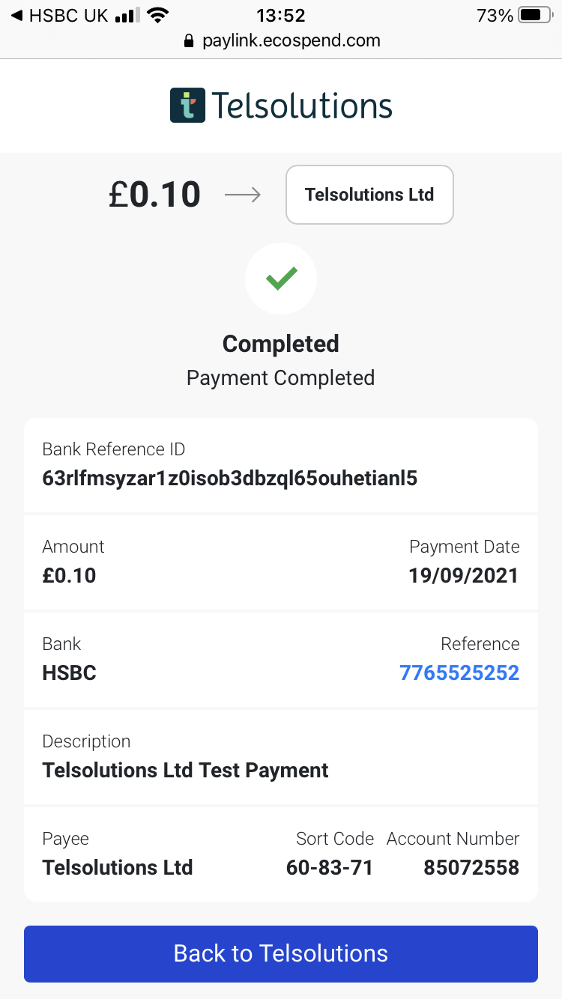 HSBC UK 13:52 73%
paylink.ecospend.com
Telsolutions
£0.10 Telsolutions Ltd
Completed
Payment Completed
Bank Reference ID
63rlfmsyzar1z0isob3dbzql65ouhetianl5
Amount Payment Date
£0.10 19/09/2021
Bank Reference
HSBC 7765525252
Description
Telsolutions Ltd Test Payment
Payee Sort Code Account Number
Telsolutions Ltd 60-83-71 85072558
Back to Telsolutions